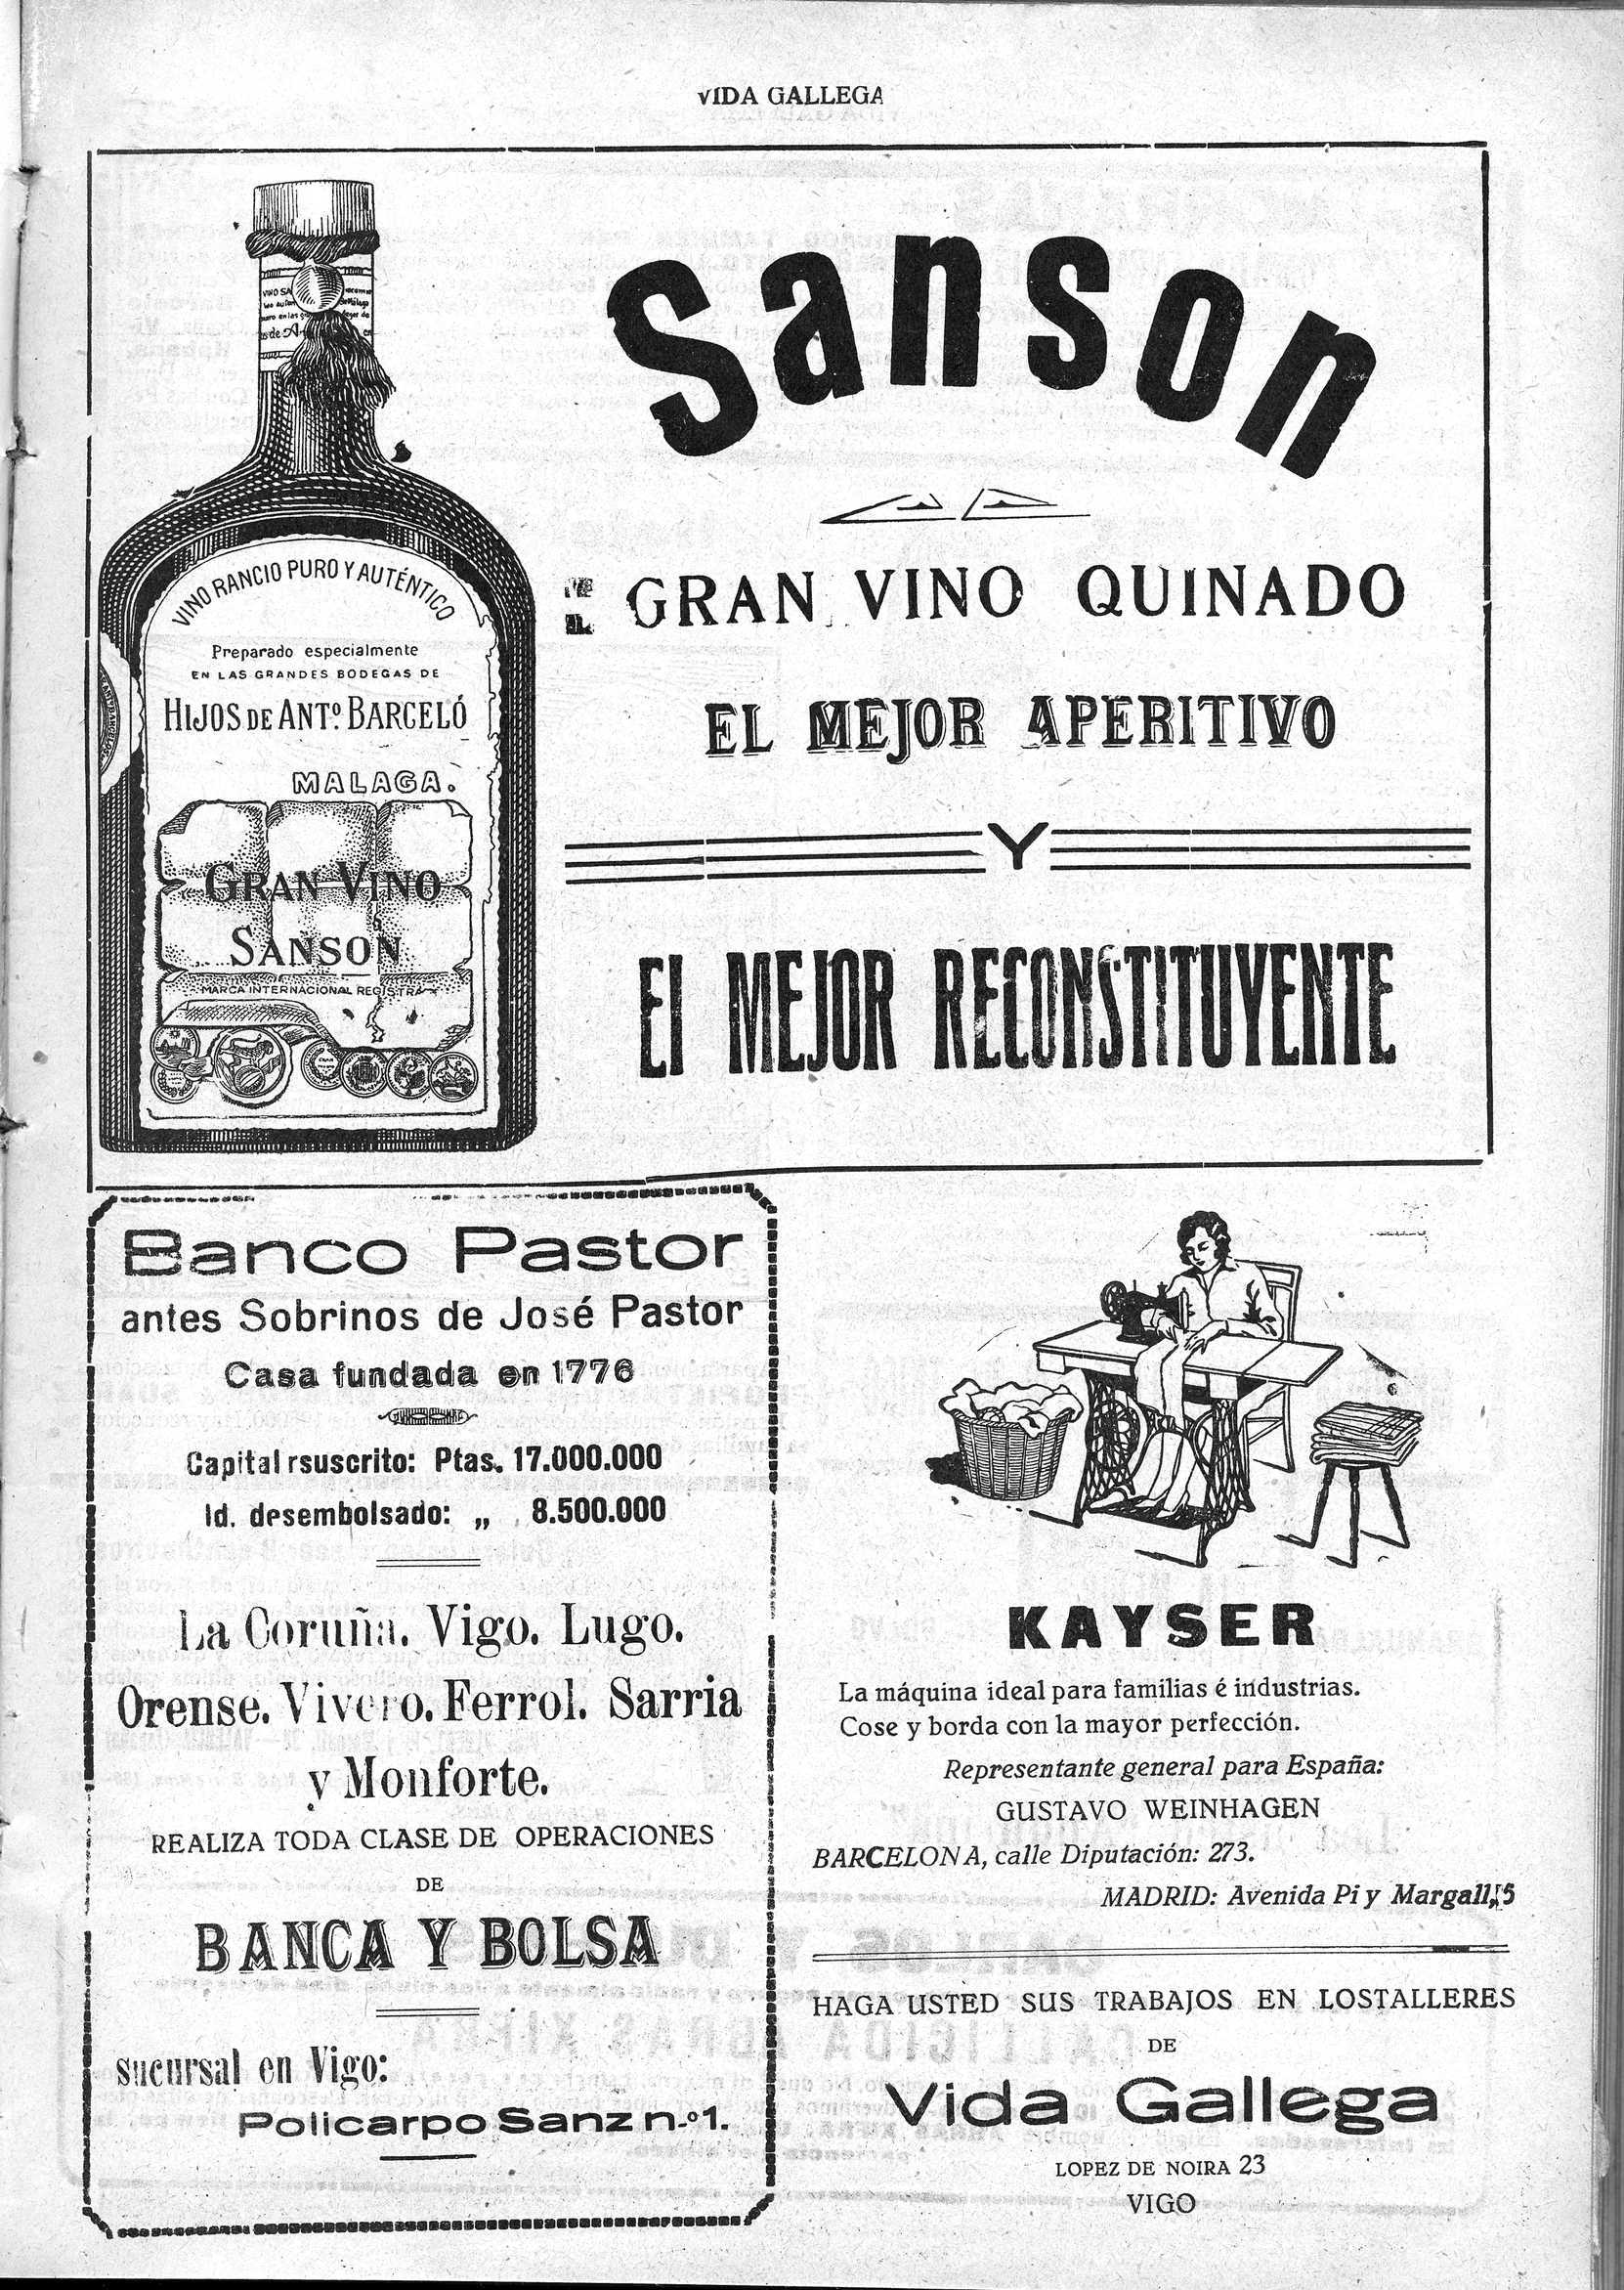 VIDA GALLEGA
Sanson
GRAN VINO QUINADO
EL MEJOR APERITIVO
Y
El MEJOR RECONSTITUYENTE
VINO RANCIO PURO Y AUTÉNTICO
Preparado especialmente
EN LAS GRANDES BODEGAS DE
HIJOS DE ANTº. BARCELÓ
MALAGA.
GRAN VINO
SANSON
MARCA INTERNACIONAL REGISTRA
Banco Pastor
antes Sobrinos de José Pastor
Casa fundada en 1776
Capital rsuscrito: Ptas. 17.000.000
Id. desembolsado: „ 8.500.000
La Coruña. Vigo. Lugo.
Orense. Vivero. Ferrol. Sarria
y Monforte.
REALIZA TODA CLASE DE OPERACIONES
DE
BANCA Y BOLSA
sucursal en Vigo:
Policarpo Sanz n.º 1.
KAYSER
La máquina ideal para familias é industrias.
Cose y borda con la mayor perfección.
Representante general para España:
GUSTAVO WEINHAGEN
BARCELONA, calle Diputación: 273.
MADRID: Avenida Pi y Margall, 5
HAGA USTED SUS TRABAJOS EN LOSTALLERES
DE
Vida Gallega
LOPEZ DE NOIRA 23
VIGO